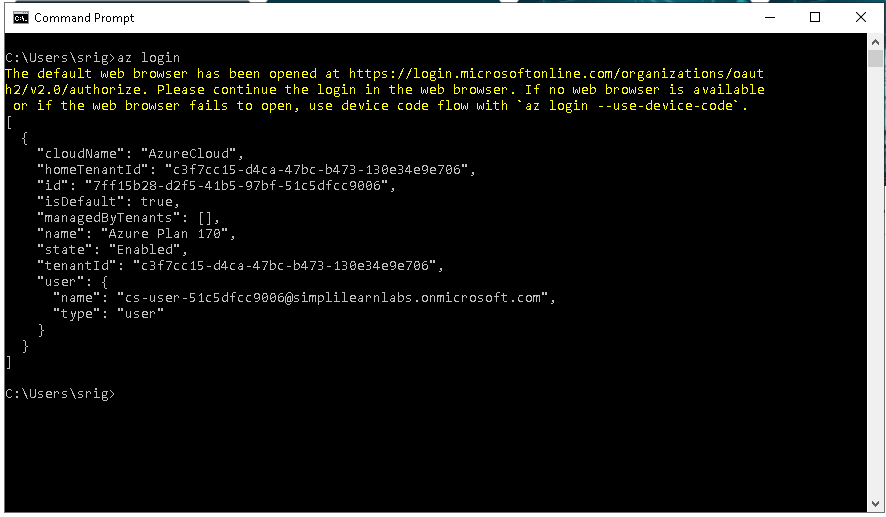 Command Prompt
C:\Users\srig>az login
The default web browser has been opened at https://login.microsoftonline.com/organizations/oaut
h2/v2.0/authorize. Please continue the login in the web browser. If no web browser is available
 or if the web browser fails to open, use device code flow with `az login --use-device-code`.
[
  {
    "cloudName": "AzureCloud",
    "homeTenantId": "c3f7cc15-d4ca-47bc-b473-130e34e9e706",
    "id": "7ff15b28-d2f5-41b5-97bf-51c5dfcc9006",
    "isDefault": true,
    "managedByTenants": [],
    "name": "Azure Plan 170",
    "state": "Enabled",
    "tenantId": "c3f7cc15-d4ca-47bc-b473-130e34e9e706",
    "user": {
      "name": "cs-user-51c5dfcc9006@simplilearnlabs.onmicrosoft.com",
      "type": "user"
    }
  }
]
C:\Users\srig>